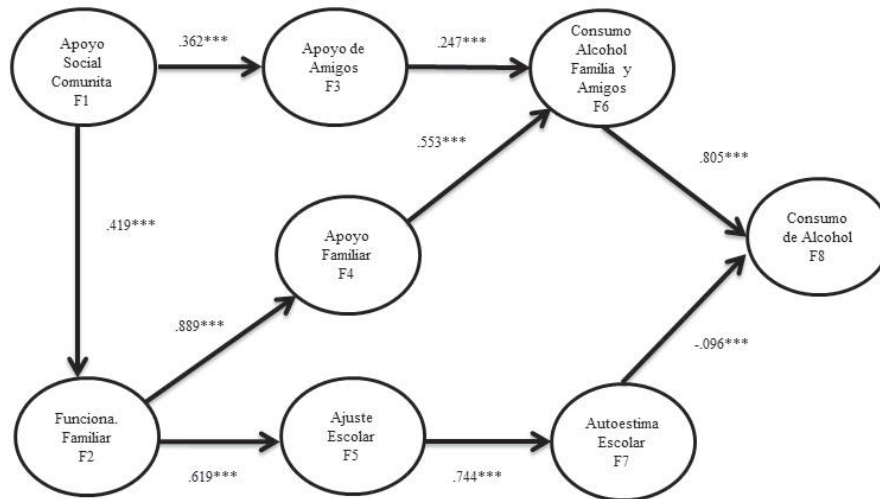 Apoyo
Social
Comunita
F1
.362***
Apoyo de
Amigos
F3
.247***
Consumo
Alcohol
Familia y
Amigos
F6
.553***
.805***
.419***
Apoyo
Familiar
F4
Consumo
de Alcohol
F8
.889***
-.096***
Funciona.
Familiar
F2
.619***
Ajuste
Escolar
F5
.744***
Autoestima
Escolar
F7